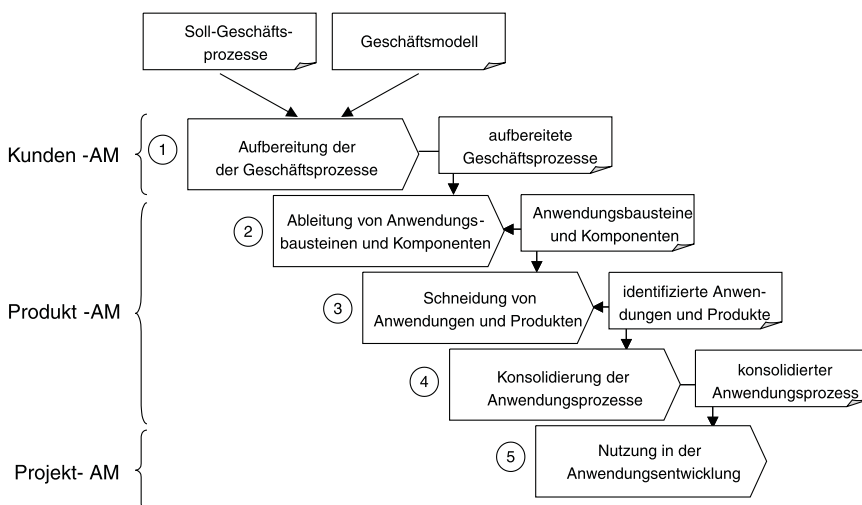 Soll-Geschäfts-
prozesse
Geschäftsmodell
Kunden -AM
1
Aufbereitung der
der Geschäftsprozesse
aufbereitete
Geschäftsprozesse
Produkt -AM
2
Ableitung von Anwendungs-
bausteinen und Komponenten
Anwendungsbausteine
und Komponenten
3
Schneidung von
Anwendungen und Produkten
identifizierte Anwen-
dungen und Produkte
4
Konsolidierung der
Anwendungsprozesse
konsolidierter
Anwendungsprozess
Projekt- AM
5
Nutzung in der
Anwendungsentwicklung